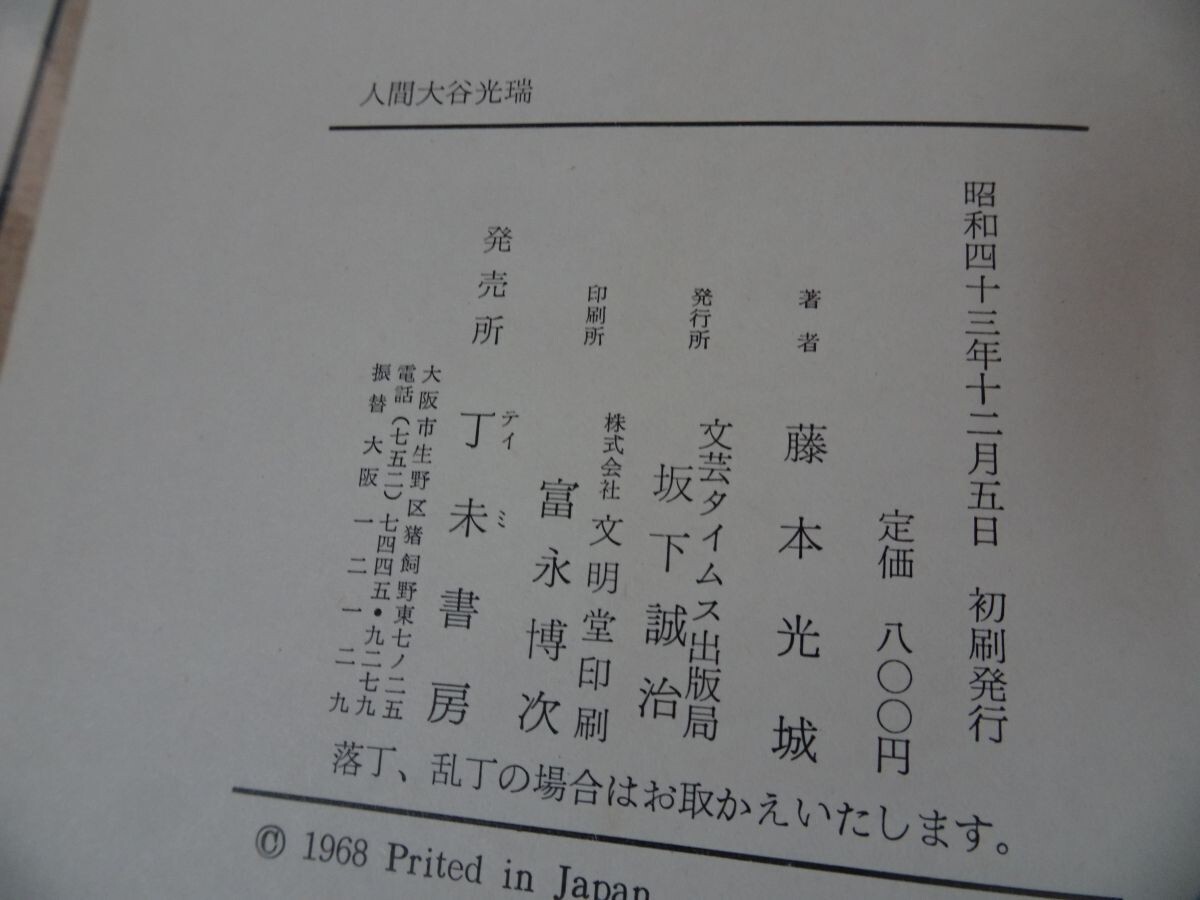 人間大谷光瑞
昭和四十三年十二月五日 初刷発行
定価 八〇〇円
著者 藤本光城
発行所 文芸タイムス出版局
坂下誠治
印刷所 株式会社 文明堂印刷
富永博次
発売所 丁未書房
テイ ミ
大阪市生野区猪飼野東七ノ二五
電話(七五二)七四四五・九二七九
振替大阪一二一二九
落丁、乱丁の場合はお取かえいたします。
© 1968 Prited in Japan